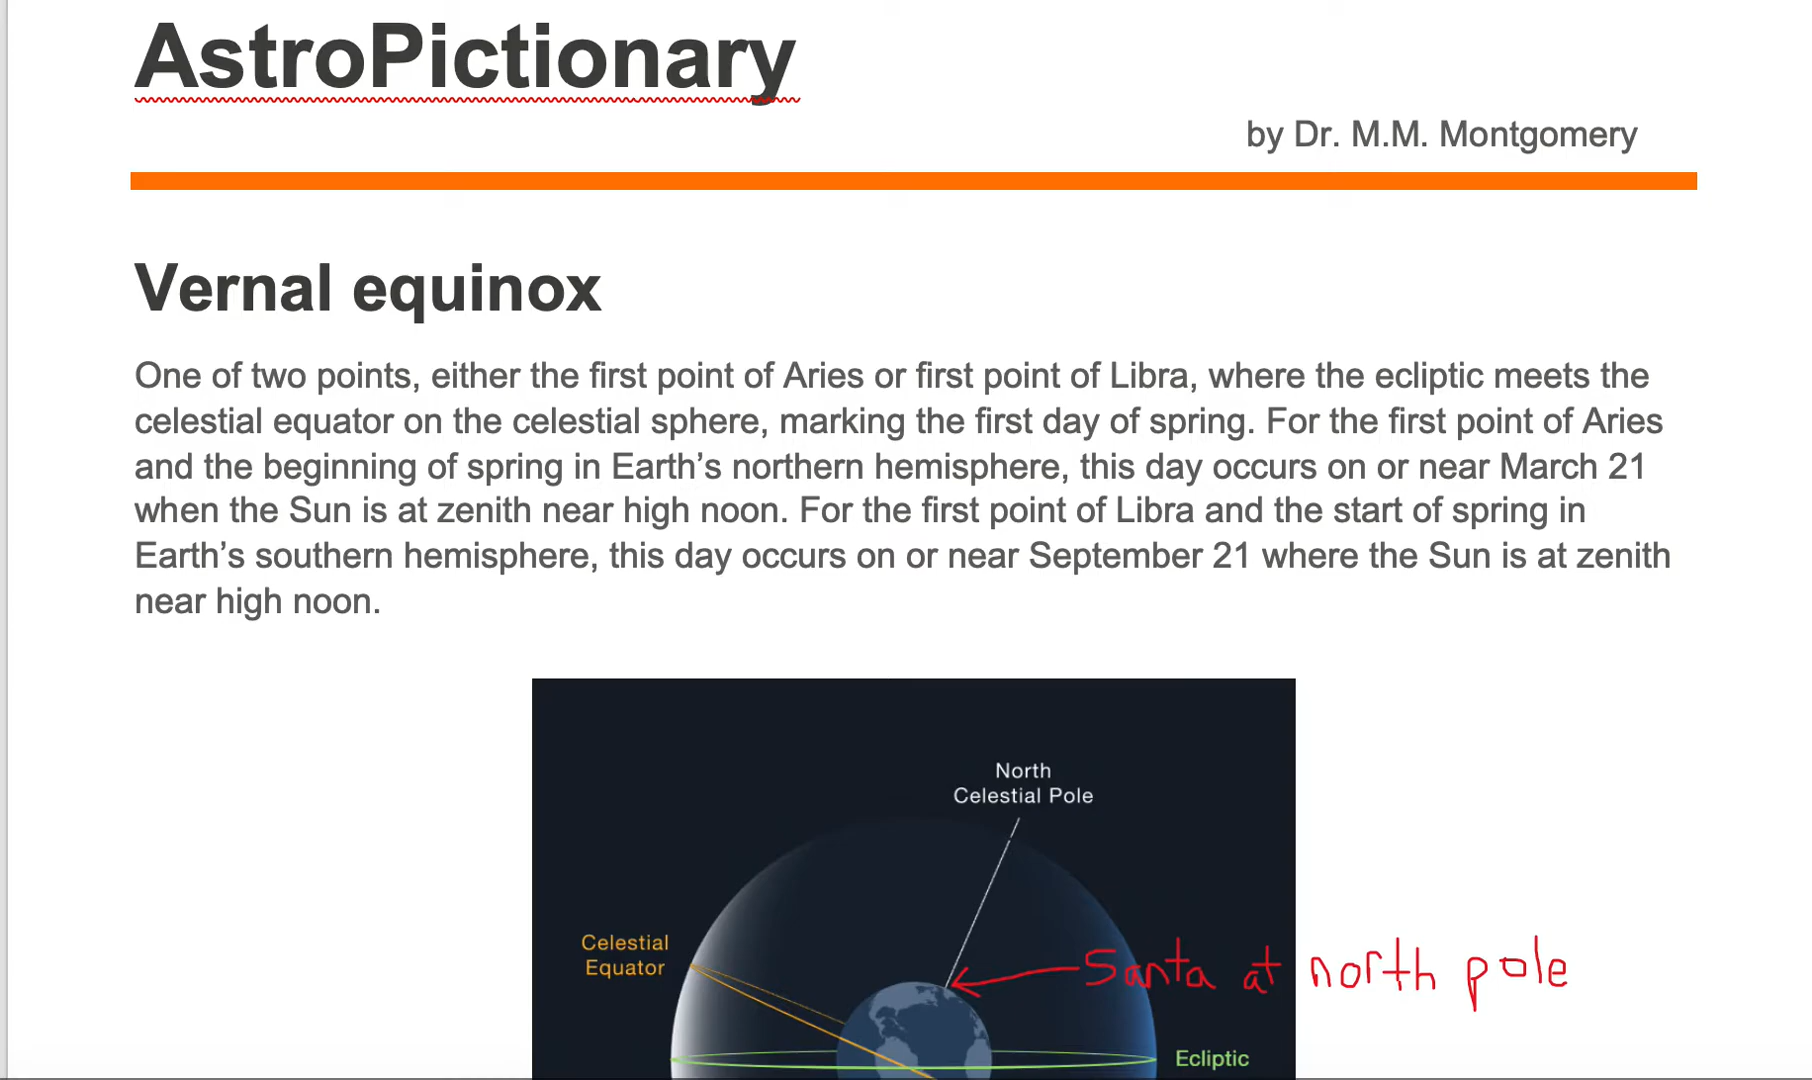 AstroPictionary
by Dr. M.M. Montgomery
Vernal equinox
One of two points, either the first point of Aries or first point of Libra, where the ecliptic meets the
celestial equator on the celestial sphere, marking the first day of spring. For the first point of Aries
and the beginning of spring in Earth’s northern hemisphere, this day occurs on or near March 21
when the Sun is at zenith near high noon. For the first point of Libra and the start of spring in
Earth’s southern hemisphere, this day occurs on or near September 21 where the Sun is at zenith
near high noon.
North
Celestial Pole
Celestial
Equator
Santa at north pole
Ecliptic